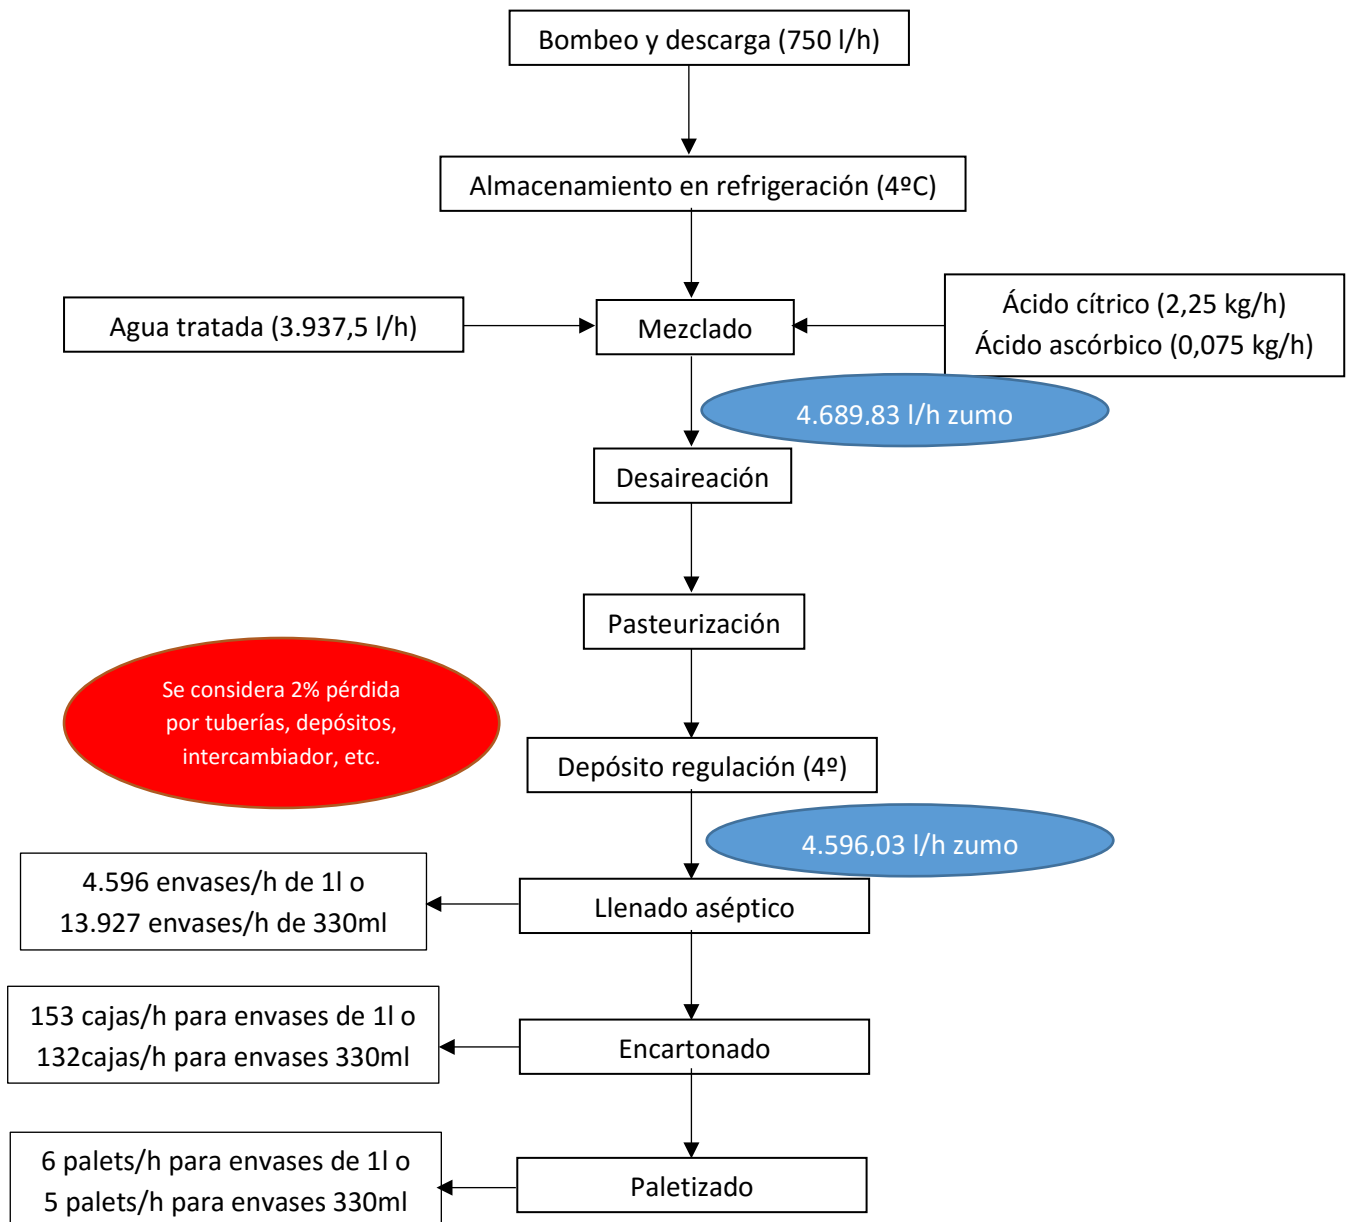 Bombeo y descarga (750 l/h)
Almacenamiento en refrigeración (4ºC)
Agua tratada (3.937,5 l/h)
Mezclado
Ácido cítrico (2,25 kg/h)
Ácido ascórbico (0,075 kg/h)
4.689,83 l/h zumo
Desaireación
Pasteurización
Se considera 2% pérdida
por tuberías, depósitos,
intercambiador, etc.
Depósito regulación (4º)
4.596,03 l/h zumo
4.596 envases/h de 1l o
13.927 envases/h de 330ml
Llenado aséptico
153 cajas/h para envases de 1l o
132cajas/h para envases 330ml
Encartonado
6 palets/h para envases de 1l o
5 palets/h para envases 330ml
Paletizado